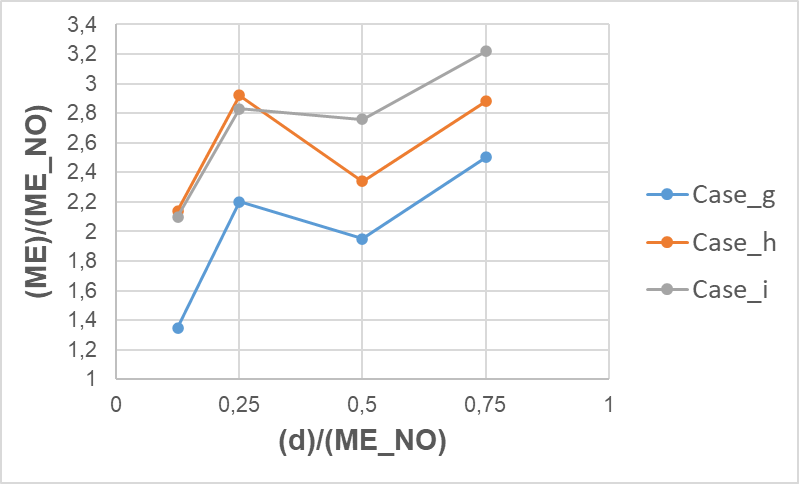 (ME)/(ME_NO)
3,4
3,2
3
2,8
2,6
2,4
2,2
2
1,8
1,6
1,4
1,2
1
0 0,25 0,5 0,75 1
(d)/(ME_NO)
Case_g
Case_h
Case_i